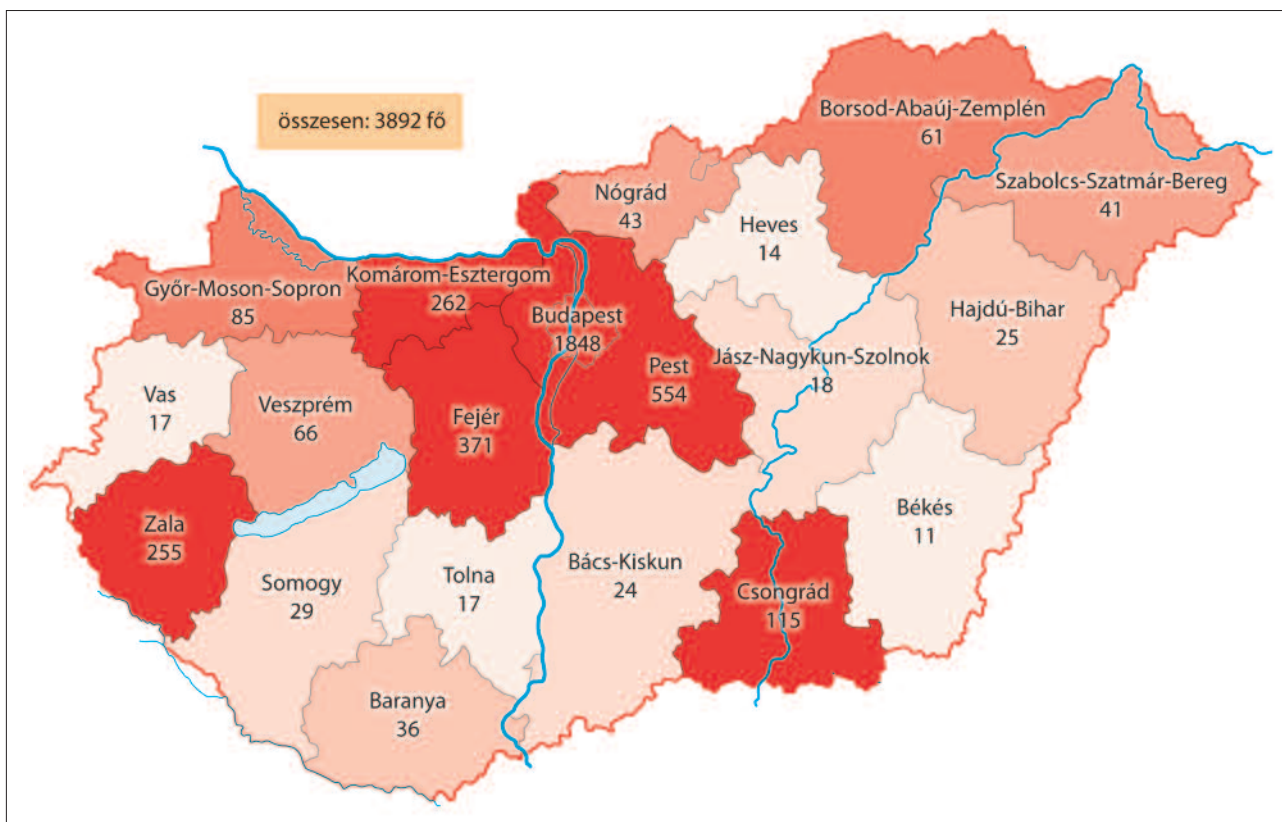 összesen: 3892 fő
Borsod-Abaúj-Zemplén
61
Szabolcs-Szatmár-Bereg
41
Nógrád
43
Heves
14
Komárom-Esztergom
262
Győr-Moson-Sopron
85
Budapest
1848
Hajdú-Bihar
25
Pest
554
Jász-Nagykun-Szolnok
18
Vas
17
Veszprém
66
Fejér
371
Zala
255
Békés
11
Somogy
29
Tolna
17
Bács-Kiskun
24
Csongrád
115
Baranya
36